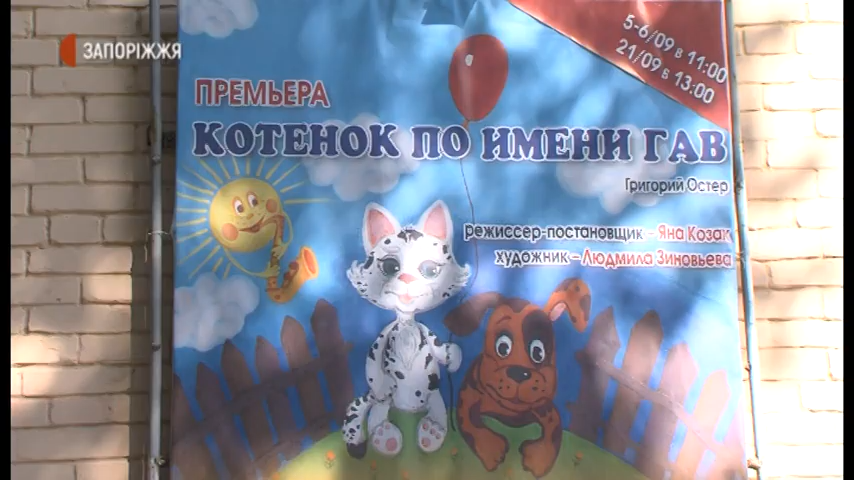 ЗАПОРІЖЖЯ
5-6/09 в 11:00
21/09 в 13:00
ПРЕМЬЕРА
КОТЕНОК ПО ИМЕНИ ГАВ
Григорий Остер
режиссер-постановщик - Яна Козак
художник - Людмила Зиновьева